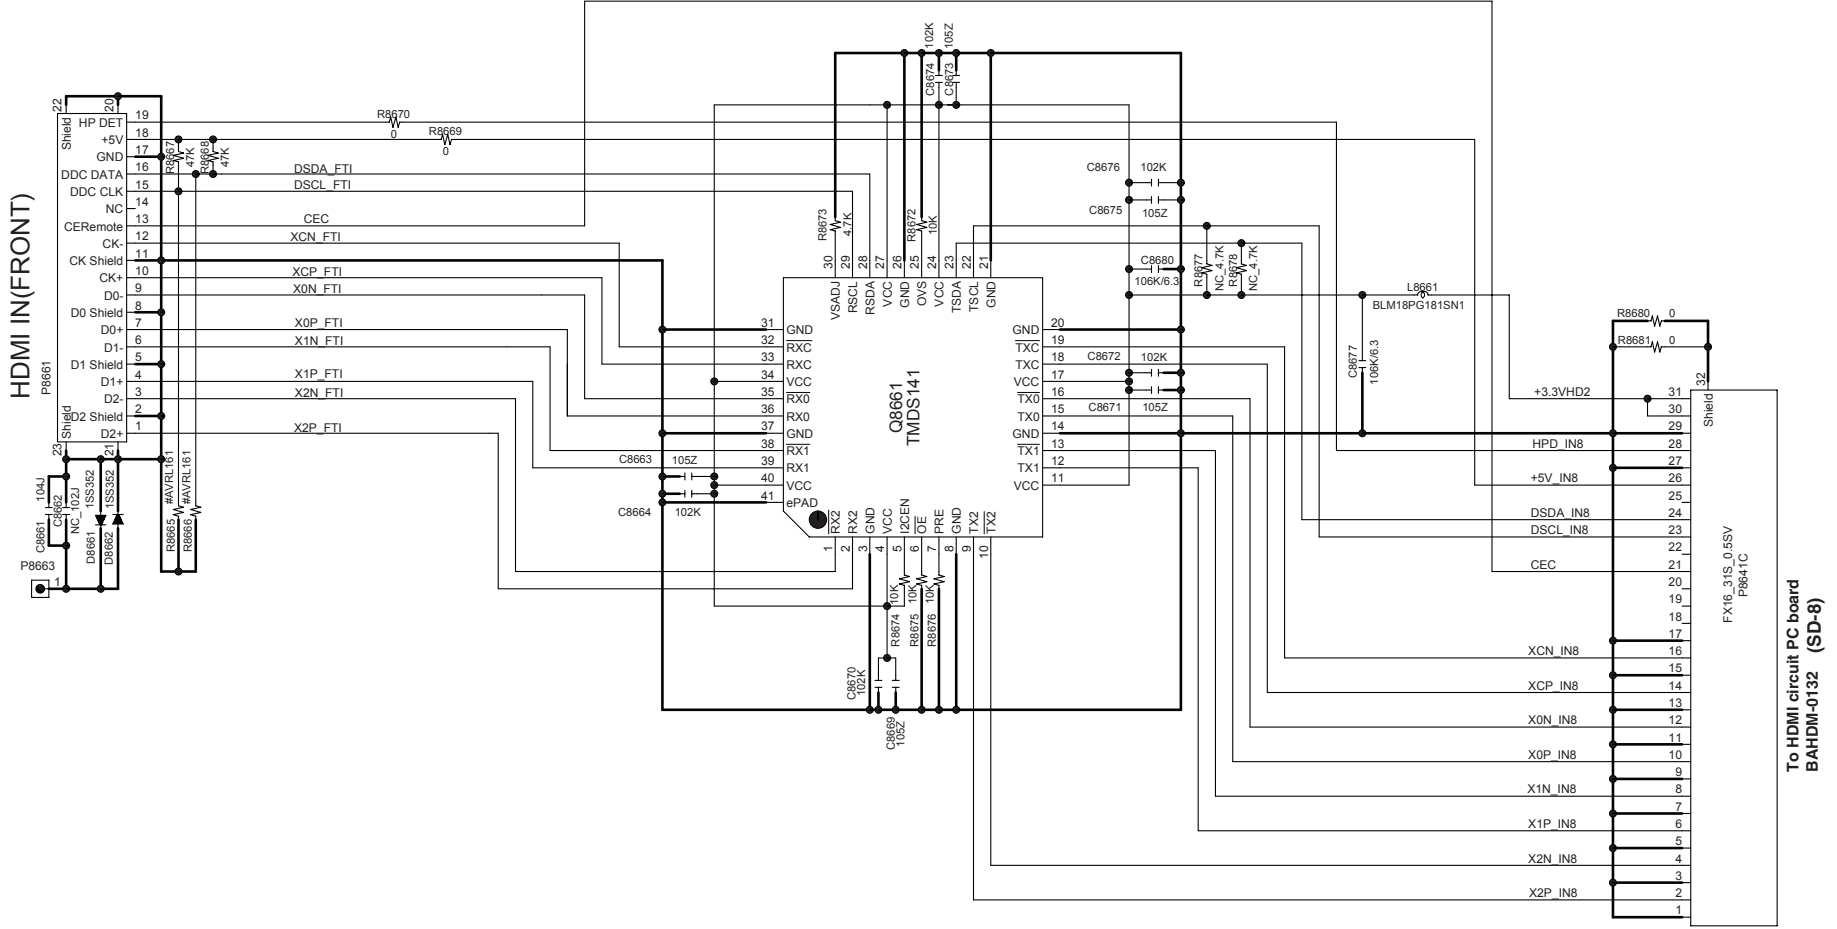 HDMI IN(FRONT)
P8661
22
Shield
20
HP DET 19
+5V 18
GND 17
DDC DATA 16
DDC CLK 15
NC 14
CERemote 13
CK- 12
CK Shield 11
CK+ 10
D0- 9
D0 Shield 8
D0+ 7
D1- 6
D1 Shield 5
D1+ 4
D2- 3
D2 Shield 2
D2+ 1
Shield
23
21
R8670
0
R8669
0
R8667
47K
R8668
47K
DSDA_FTI
DSCL_FTI
CEC
XCN_FTI
XCP_FTI
X0N_FTI
X0P_FTI
X1N_FTI
X1P_FTI
X2N_FTI
X2P_FTI
C8661
104J
C8662
NC_102J
D8661
1SS352
D8662
1SS352
R8665
#AVRL161
R8666
#AVRL161
P8663
1
C8674
102K
C8673
105Z
R8673
4.7K
R8672
10K
30 VSADJ
29 RSCL
28 RSDA
27 VCC
26 GND
25 OVS
24 VCC
23 TSDA
22 TSCL
21 GND
31 GND
32 RXC
33 RXC
34 VCC
35 RX0
36 RX0
37 GND
38 RX1
39 RX1
40 VCC
41 ePAD
Q8661
TMDS141
GND 20
TXC 19
TXC 18
VCC 17
TX0 16
TX0 15
GND 14
TX1 13
TX1 12
VCC 11
RX2 1
RX2 2
GND 3
VCC 4
I2CEN 5
OE 6
PRE 7
GND 8
TX2 9
TX2 10
C8663 105Z
C8664 102K
R8674
10K
R8675
10K
R8676
10K
C8670
102K
C8669
105Z
C8676 102K
C8675 105Z
C8680
106K/6.3
C8672 102K
C8671 105Z
R8677
NC_4.7K
R8678
NC_4.7K
L8661
BLM18PG181SN1
C8677
106K/6.3
R8680 0
R8681 0
32
Shield
+3.3VHD2 31
30
29
HPD_IN8 28
27
+5V_IN8 26
25
DSDA_IN8 24
DSCL_IN8 23
22
CEC 21
20
19
18
17
XCN_IN8 16
15
XCP_IN8 14
13
X0N_IN8 12
11
X0P_IN8 10
9
X1N_IN8 8
7
X1P_IN8 6
5
X2N_IN8 4
3
X2P_IN8 2
1
FX16_31S_0.5SV
P8641C
To HDMI circuit PC board
BAHDM-0132 (SD-8)